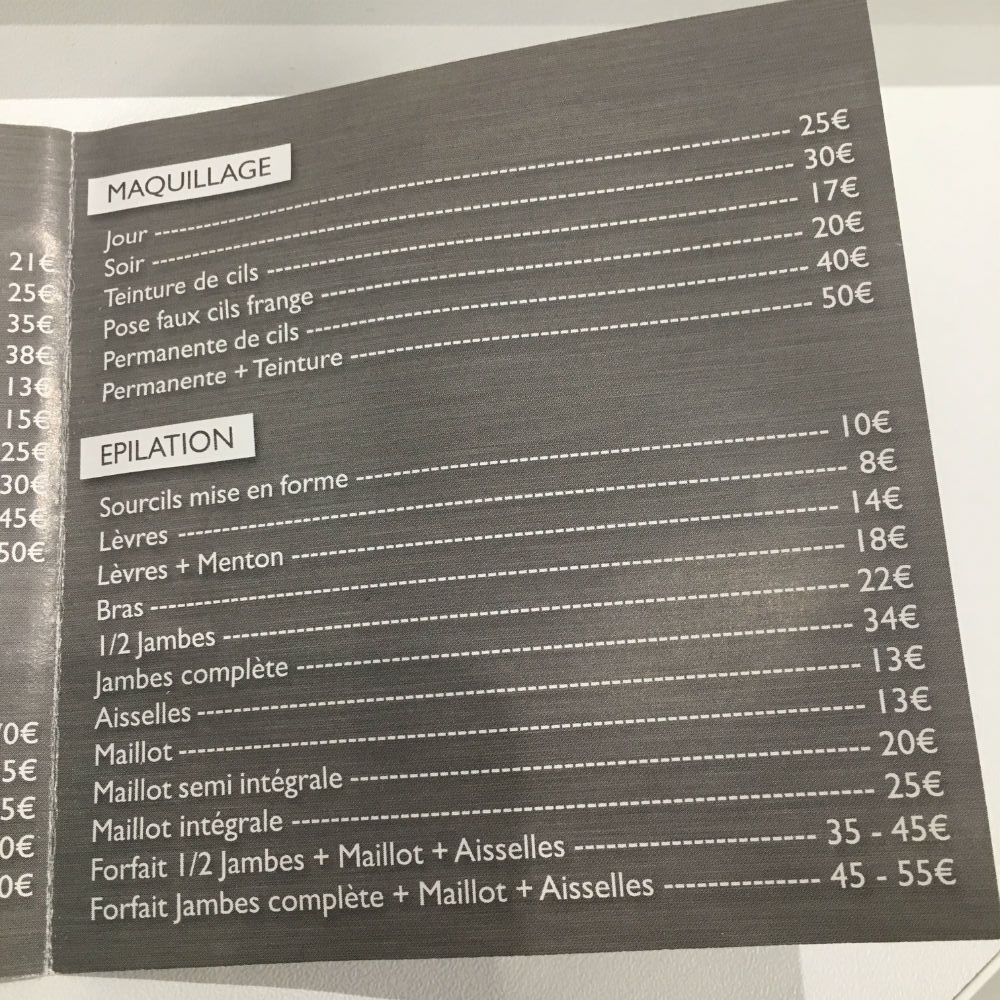 21€
25€
35€
38€
13€
15€
25€
30€
45€
50€
MAQUILLAGE
Jour ---------- 25€
Soir ---------- 30€
Teinture de cils ---------- 17€
Pose faux cils frange ---------- 20€
Permanente de cils ---------- 40€
Permanente + Teinture ---------- 50€
EPILATION
Sourcils mise en forme ---------- 10€
Lèvres ---------- 8€
Lèvres + Menton ---------- 14€
Bras ---------- 18€
1/2 Jambes ---------- 22€
Jambes complète ---------- 34€
Aisselles ---------- 13€
Maillot ---------- 13€
Maillot semi intégrale ---------- 20€
Maillot intégrale ---------- 25€
Forfait 1/2 Jambes + Maillot + Aisselles ---------- 35 - 45€
Forfait Jambes complète + Maillot + Aisselles ---------- 45 - 55€